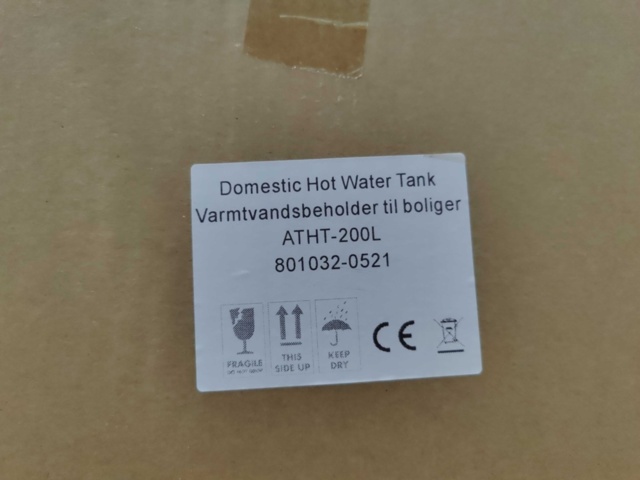 Domestic Hot Water Tank
Varmtvandsbeholder til boliger
ATHT-200L
801032-0521
FRAGILE
THIS
SIDE UP
KEEP
DRY
CE